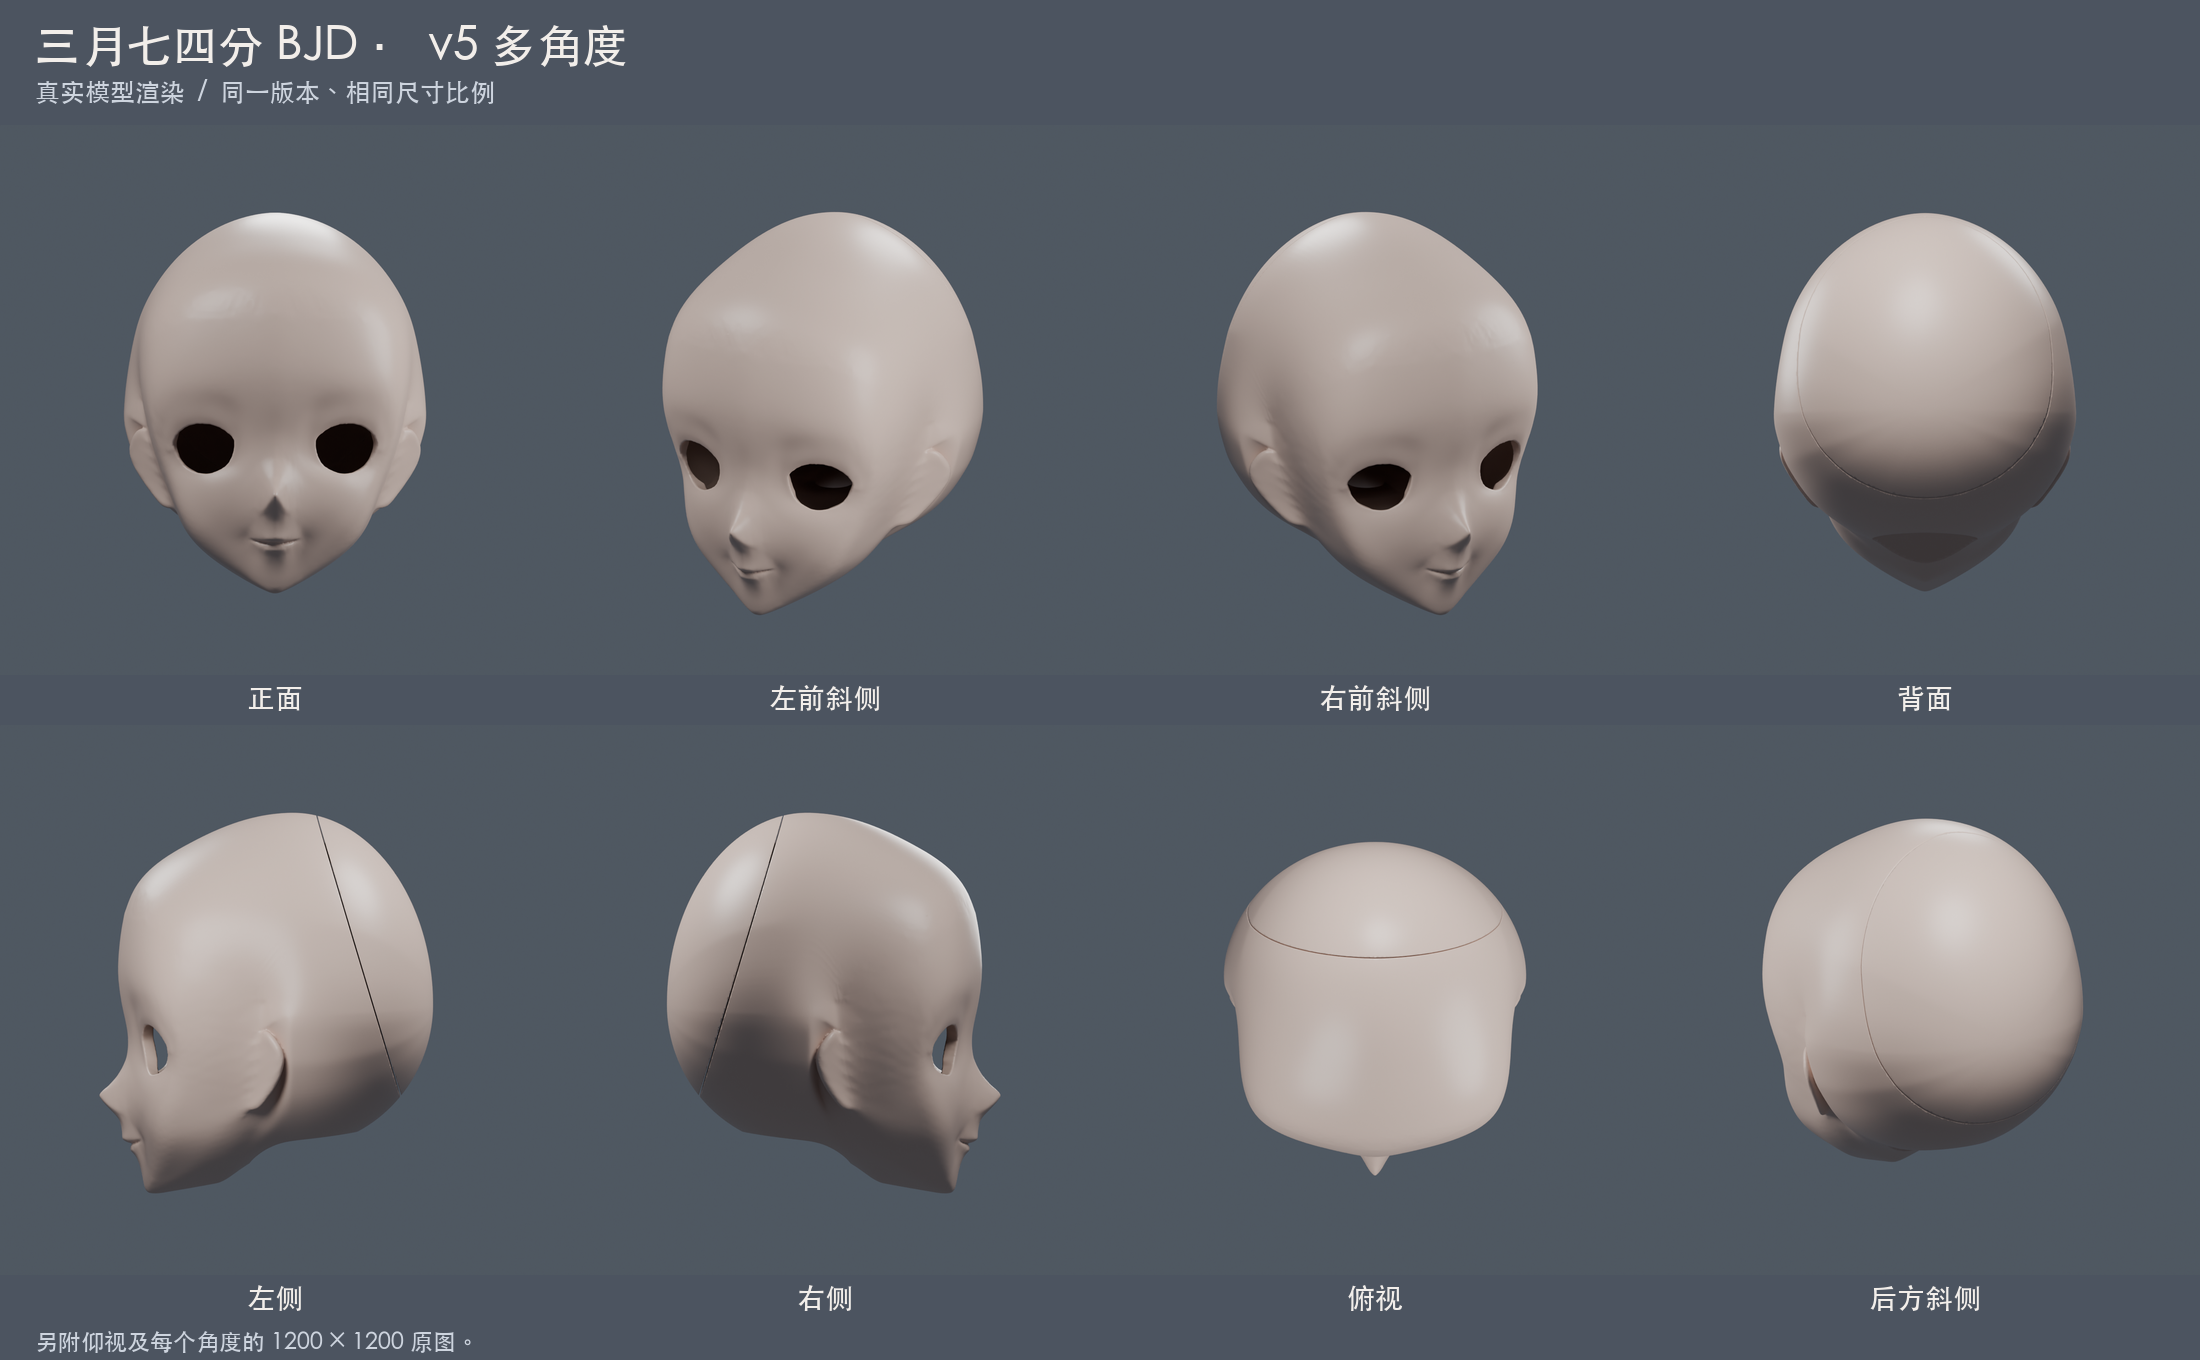 三月七四分 BJD · v5 多角度
真实模型渲染 / 同一版本、相同尺寸比例
正面
左前斜侧
右前斜侧
背面
左侧
右侧
俯视
后方斜侧
另附仰视及每个角度的 1200 × 1200 原图。